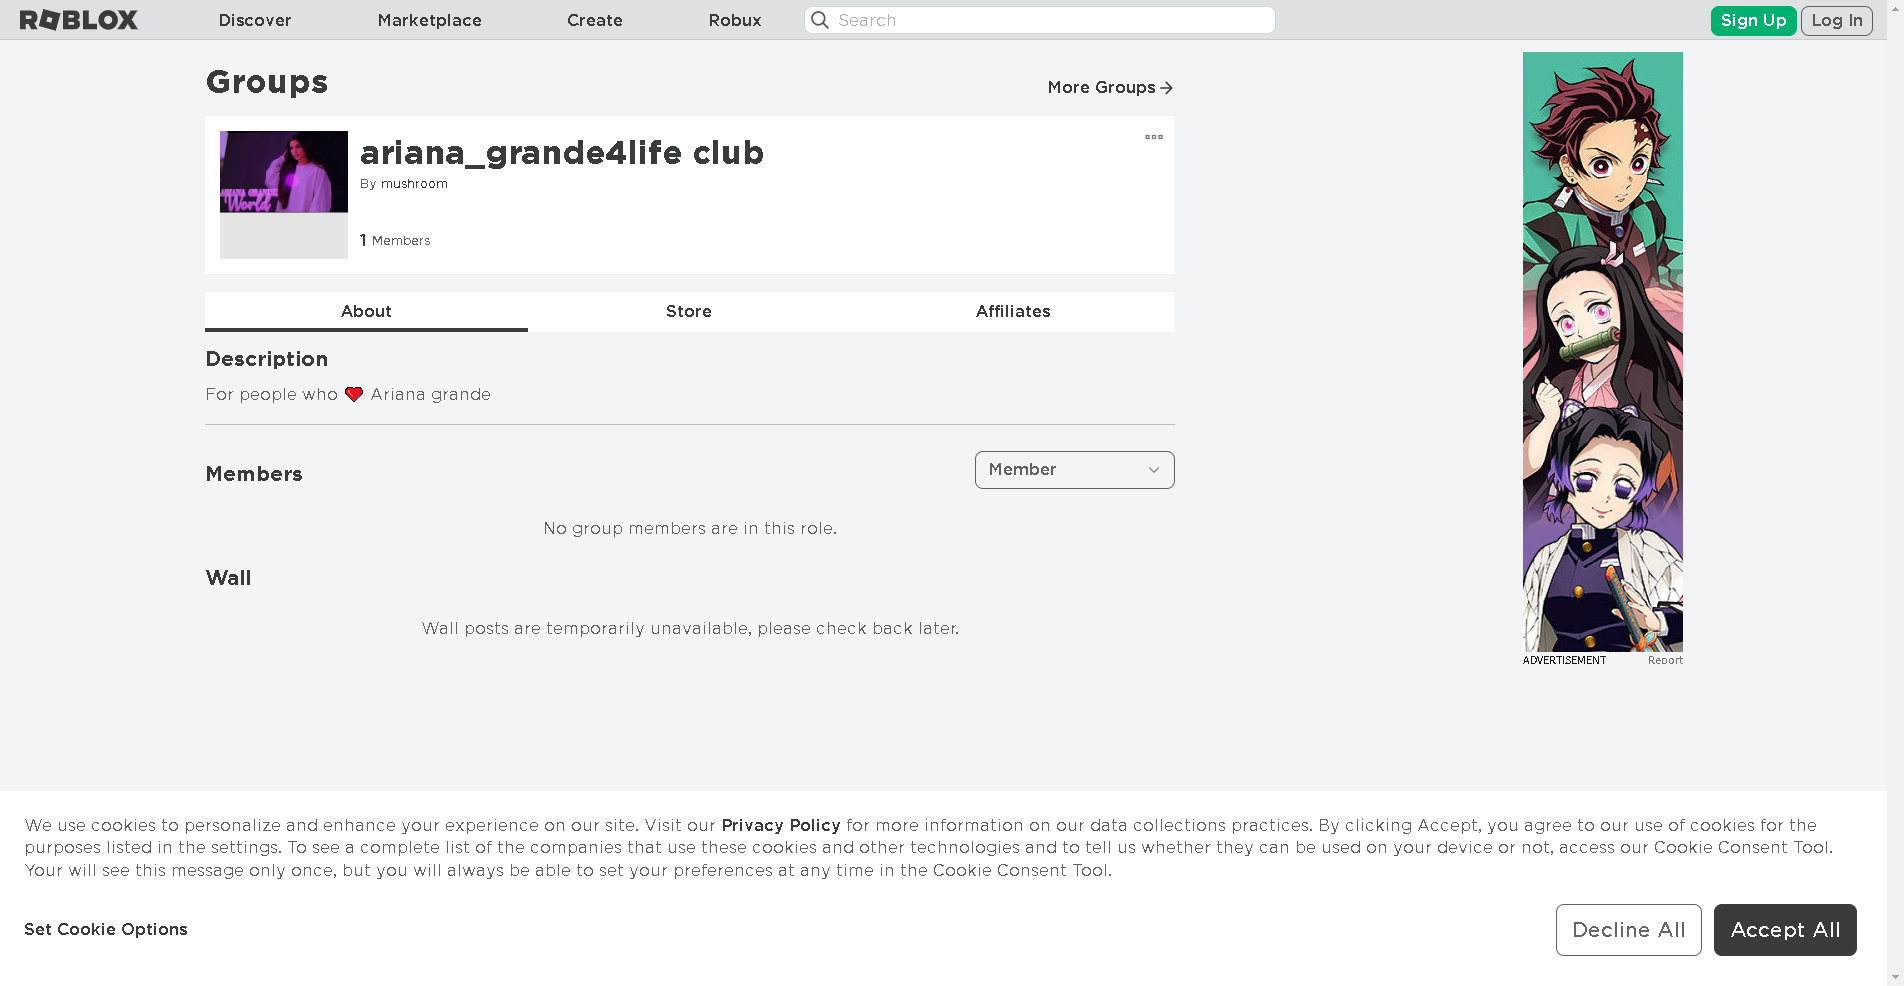 ROBLOX
Discover
Marketplace
Create
Robux
Search
Sign Up
Log In
Groups
More Groups
ARIANA GRANDE
World
ariana_grande4life club
By mushroom
1 Members
About
Store
Affiliates
Description
For people who ❤️ Ariana grande
Members
Member
No group members are in this role.
Wall
Wall posts are temporarily unavailable, please check back later.
ADVERTISEMENT
Report
We use cookies to personalize and enhance your experience on our site. Visit our Privacy Policy for more information on our data collections practices. By clicking Accept, you agree to our use of cookies for the
purposes listed in the settings. To see a complete list of the companies that use these cookies and other technologies and to tell us whether they can be used on your device or not, access our Cookie Consent Tool.
Your will see this message only once, but you will always be able to set your preferences at any time in the Cookie Consent Tool.
Set Cookie Options
Decline All
Accept All